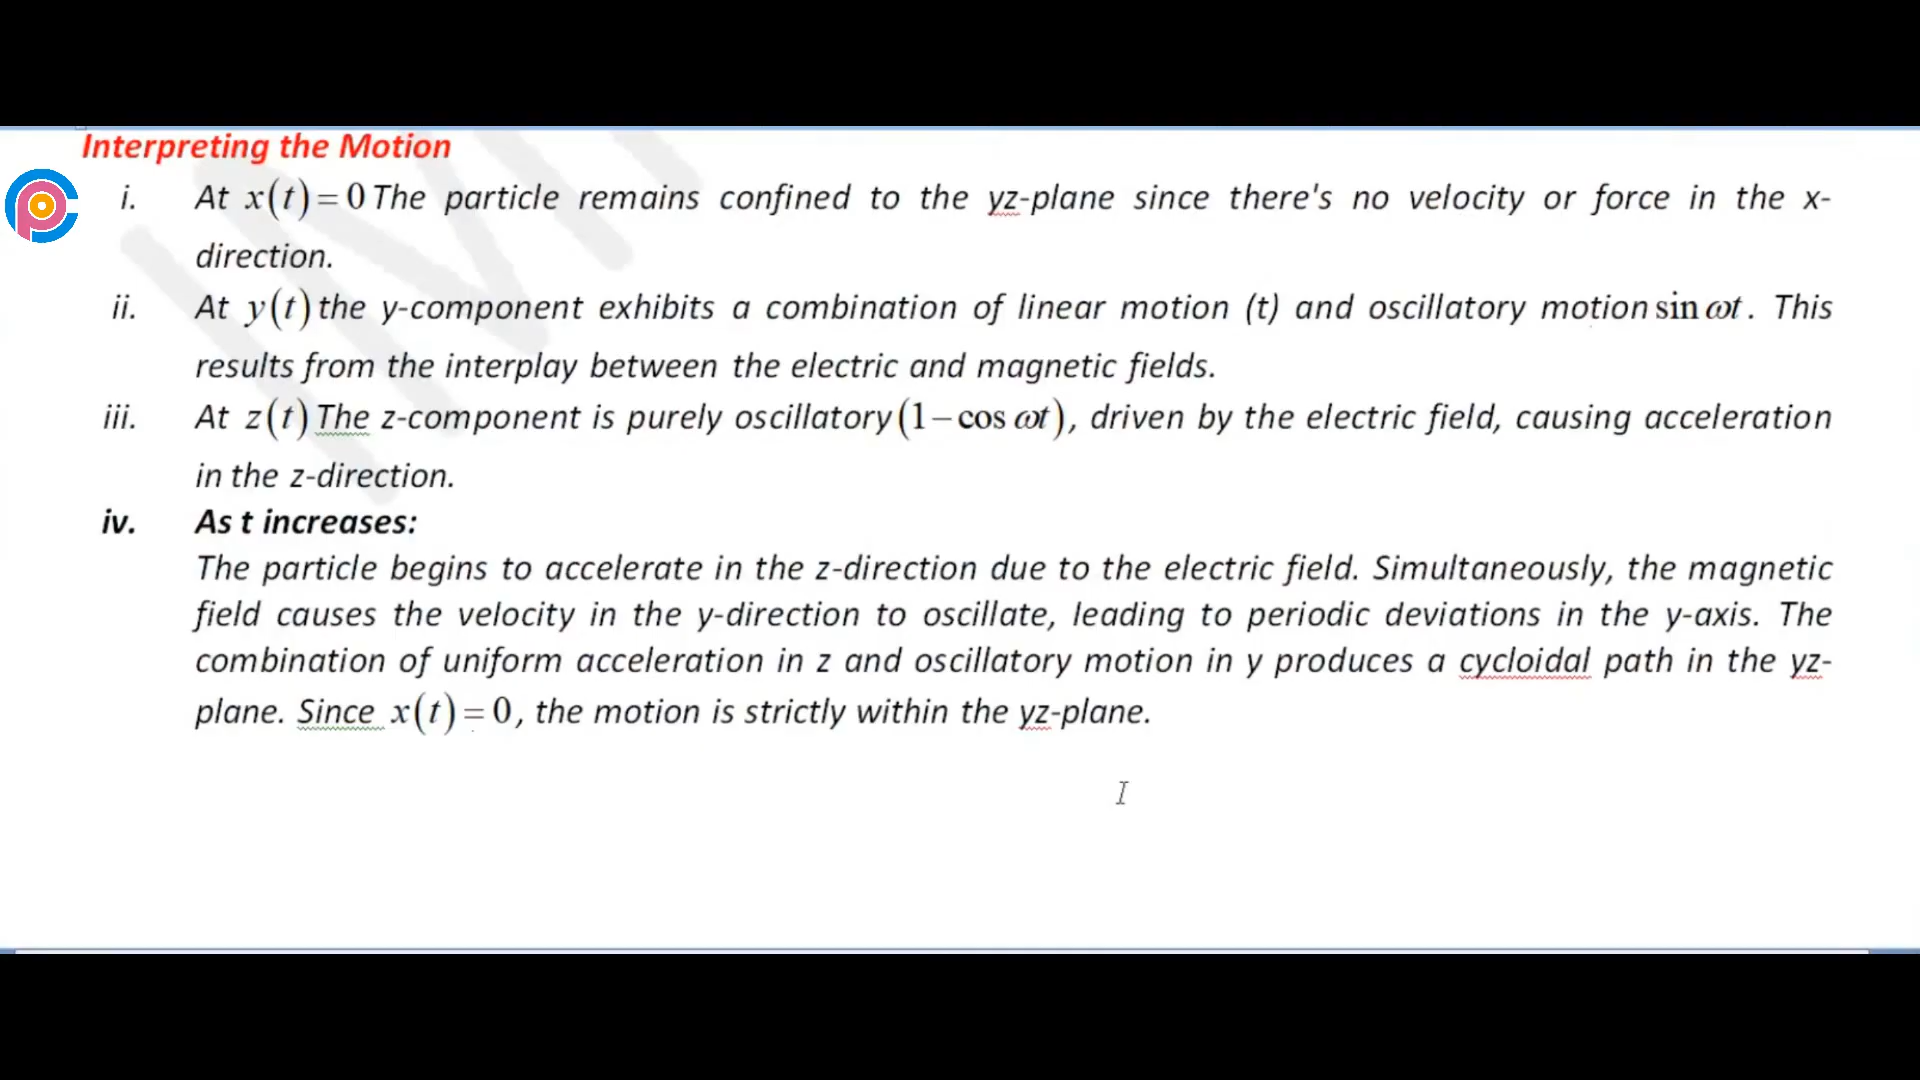 Interpreting the Motion
i. At x(t)=0 The particle remains confined to the yz-plane since there's no velocity or force in the x-
direction.
ii. At y(t) the y-component exhibits a combination of linear motion (t) and oscillatory motion sin ωt. This
results from the interplay between the electric and magnetic fields.
iii. At z(t) The z-component is purely oscillatory (1−cos ωt), driven by the electric field, causing acceleration
in the z-direction.
iv. As t increases:
The particle begins to accelerate in the z-direction due to the electric field. Simultaneously, the magnetic
field causes the velocity in the y-direction to oscillate, leading to periodic deviations in the y-axis. The
combination of uniform acceleration in z and oscillatory motion in y produces a cycloidal path in the yz-
plane. Since x(t)=0, the motion is strictly within the yz-plane.